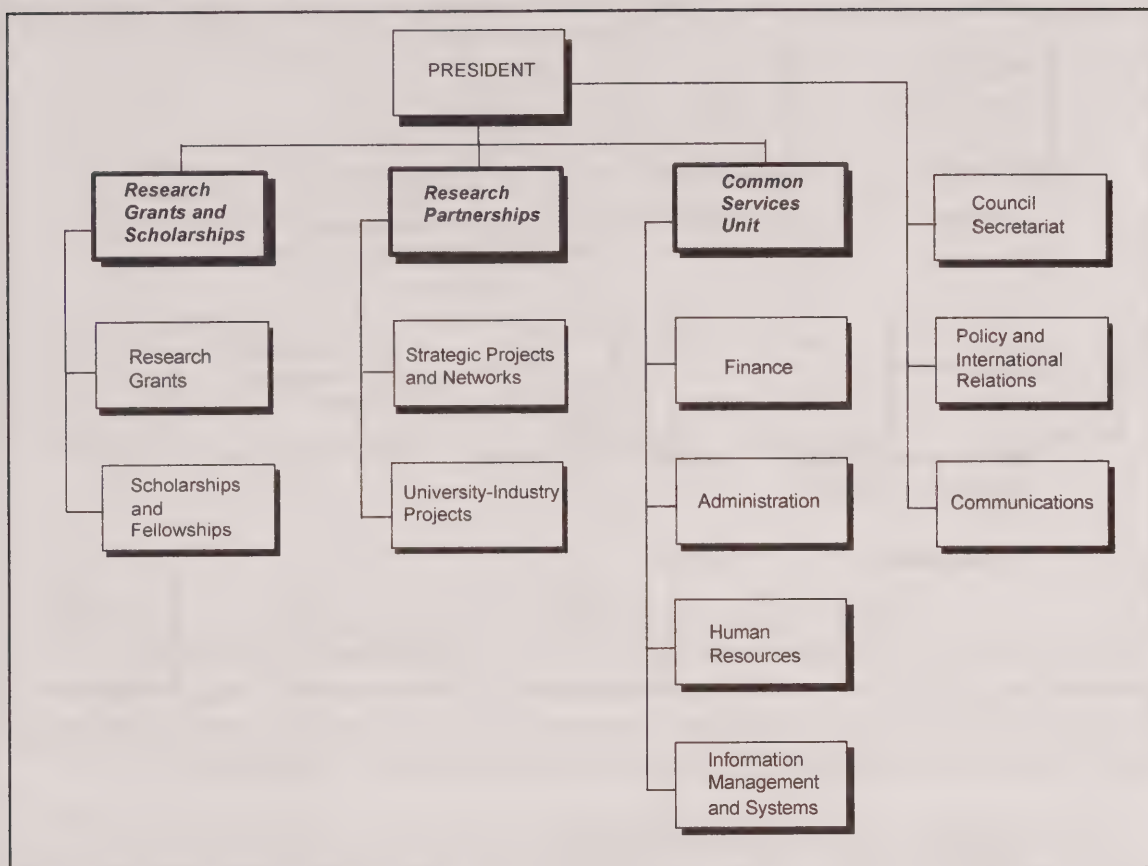 PRESIDENT
Research
Grants and
Scholarships
Research
Grants
Scholarships
and
Fellowships
Research
Partnerships
Strategic Projects
and Networks
University-Industry
Projects
Common
Services
Unit
Finance
Administration
Human
Resources
Information
Management
and Systems
Council
Secretariat
Policy and
International
Relations
Communications